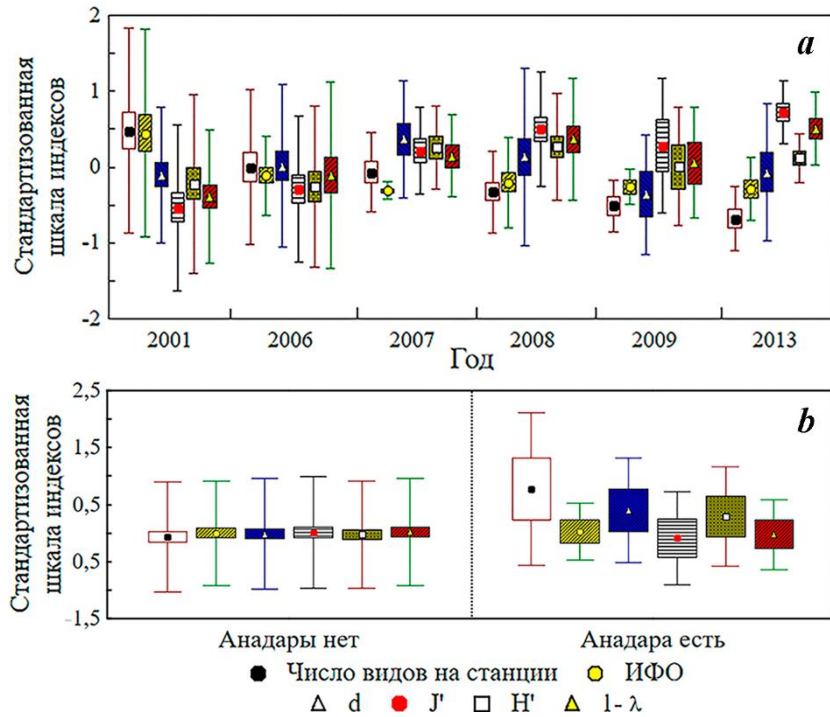 a
2
1
0
-1
-2
Стандартизованная
шкала индексов
2001 2006 2007 2008 2009 2013
Год
b
2,5
1,5
0,5
0,5
-1,5
Стандартизованная
шкала индексов
Анадары нет Анадара есть
Число видов на станции ИФО
d J' H' 1- λ